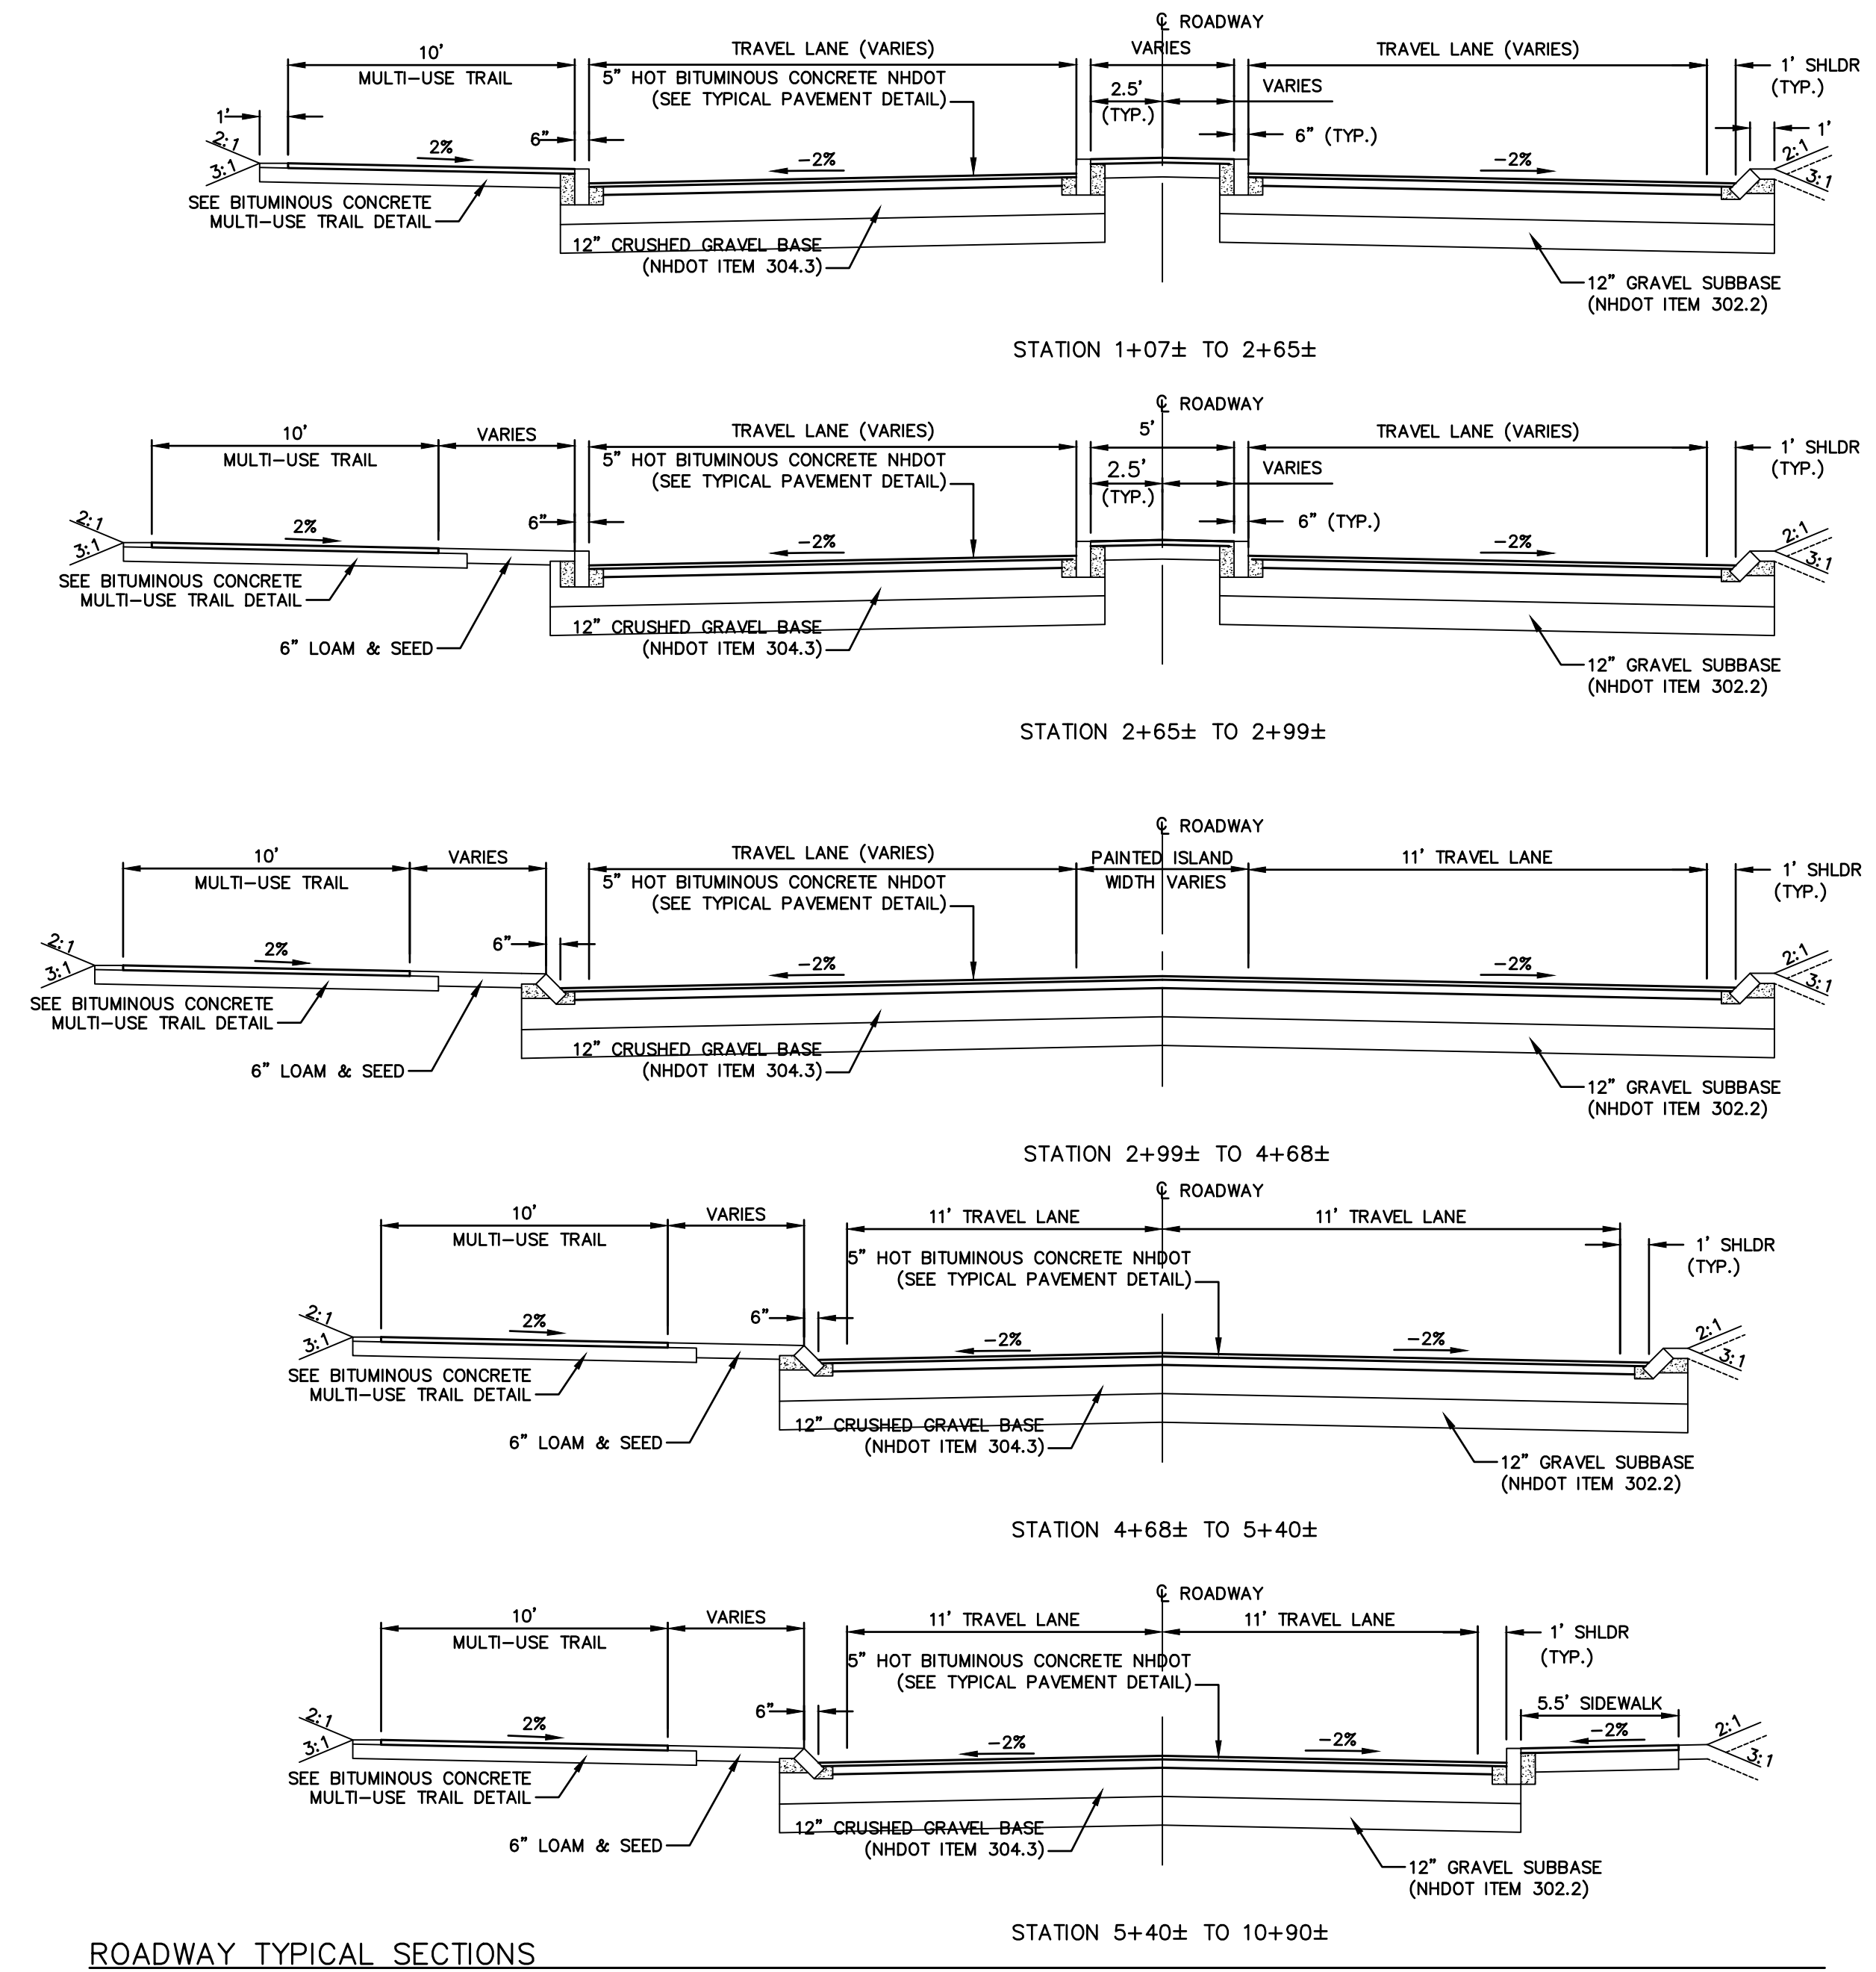 ℄ ROADWAY
10'
MULTI-USE TRAIL
TRAVEL LANE (VARIES)
VARIES
TRAVEL LANE (VARIES)
1' SHLDR
(TYP.)
5" HOT BITUMINOUS CONCRETE NHDOT
(SEE TYPICAL PAVEMENT DETAIL)
2.5'
(TYP.)
VARIES
1'
6"
6" (TYP.)
1'
2:1
3:1
2%
-2%
-2%
2:1
3:1
SEE BITUMINOUS CONCRETE
MULTI-USE TRAIL DETAIL
12" CRUSHED GRAVEL BASE
(NHDOT ITEM 304.3)
12" GRAVEL SUBBASE
(NHDOT ITEM 302.2)
STATION 1+07± TO 2+65±
℄ ROADWAY
10'
MULTI-USE TRAIL
VARIES
TRAVEL LANE (VARIES)
5'
TRAVEL LANE (VARIES)
1' SHLDR
(TYP.)
5" HOT BITUMINOUS CONCRETE NHDOT
(SEE TYPICAL PAVEMENT DETAIL)
2.5'
(TYP.)
VARIES
6"
6" (TYP.)
2:1
3:1
2%
-2%
-2%
2:1
3:1
SEE BITUMINOUS CONCRETE
MULTI-USE TRAIL DETAIL
6" LOAM & SEED
12" CRUSHED GRAVEL BASE
(NHDOT ITEM 304.3)
12" GRAVEL SUBBASE
(NHDOT ITEM 302.2)
STATION 2+65± TO 2+99±
℄ ROADWAY
10'
MULTI-USE TRAIL
VARIES
TRAVEL LANE (VARIES)
PAINTED ISLAND
WIDTH VARIES
11' TRAVEL LANE
1' SHLDR
(TYP.)
5" HOT BITUMINOUS CONCRETE NHDOT
(SEE TYPICAL PAVEMENT DETAIL)
6"
2:1
3:1
2%
-2%
-2%
2:1
3:1
SEE BITUMINOUS CONCRETE
MULTI-USE TRAIL DETAIL
6" LOAM & SEED
12" CRUSHED GRAVEL BASE
(NHDOT ITEM 304.3)
12" GRAVEL SUBBASE
(NHDOT ITEM 302.2)
STATION 2+99± TO 4+68±
℄ ROADWAY
10'
MULTI-USE TRAIL
VARIES
11' TRAVEL LANE
11' TRAVEL LANE
1' SHLDR
(TYP.)
5" HOT BITUMINOUS CONCRETE NHDOT
(SEE TYPICAL PAVEMENT DETAIL)
6"
2:1
3:1
2%
-2%
-2%
2:1
3:1
SEE BITUMINOUS CONCRETE
MULTI-USE TRAIL DETAIL
6" LOAM & SEED
12" CRUSHED GRAVEL BASE
(NHDOT ITEM 304.3)
12" GRAVEL SUBBASE
(NHDOT ITEM 302.2)
STATION 4+68± TO 5+40±
℄ ROADWAY
10'
MULTI-USE TRAIL
VARIES
11' TRAVEL LANE
11' TRAVEL LANE
1' SHLDR
(TYP.)
5" HOT BITUMINOUS CONCRETE NHDOT
(SEE TYPICAL PAVEMENT DETAIL)
6"
5.5' SIDEWALK
2:1
3:1
2%
-2%
-2%
-2%
2:1
3:1
SEE BITUMINOUS CONCRETE
MULTI-USE TRAIL DETAIL
6" LOAM & SEED
12" CRUSHED GRAVEL BASE
(NHDOT ITEM 304.3)
12" GRAVEL SUBBASE
(NHDOT ITEM 302.2)
STATION 5+40± TO 10+90±
ROADWAY TYPICAL SECTIONS